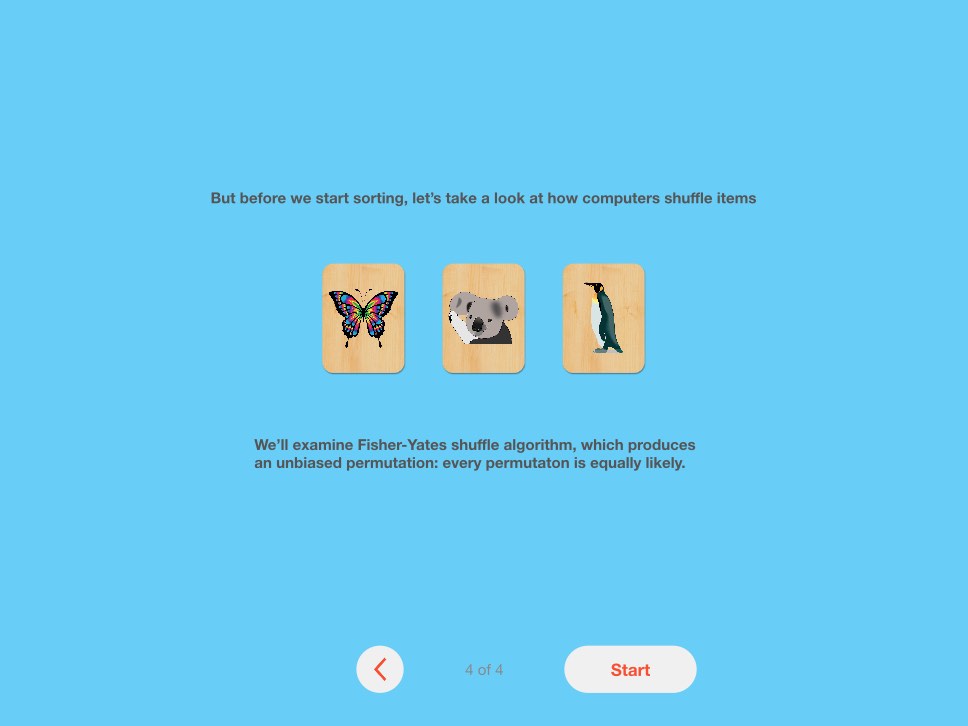 But before we start sorting, let’s take a look at how computers shuffle items
We’ll examine Fisher-Yates shuffle algorithm, which produces
an unbiased permutation: every permutaton is equally likely.
4 of 4
Start